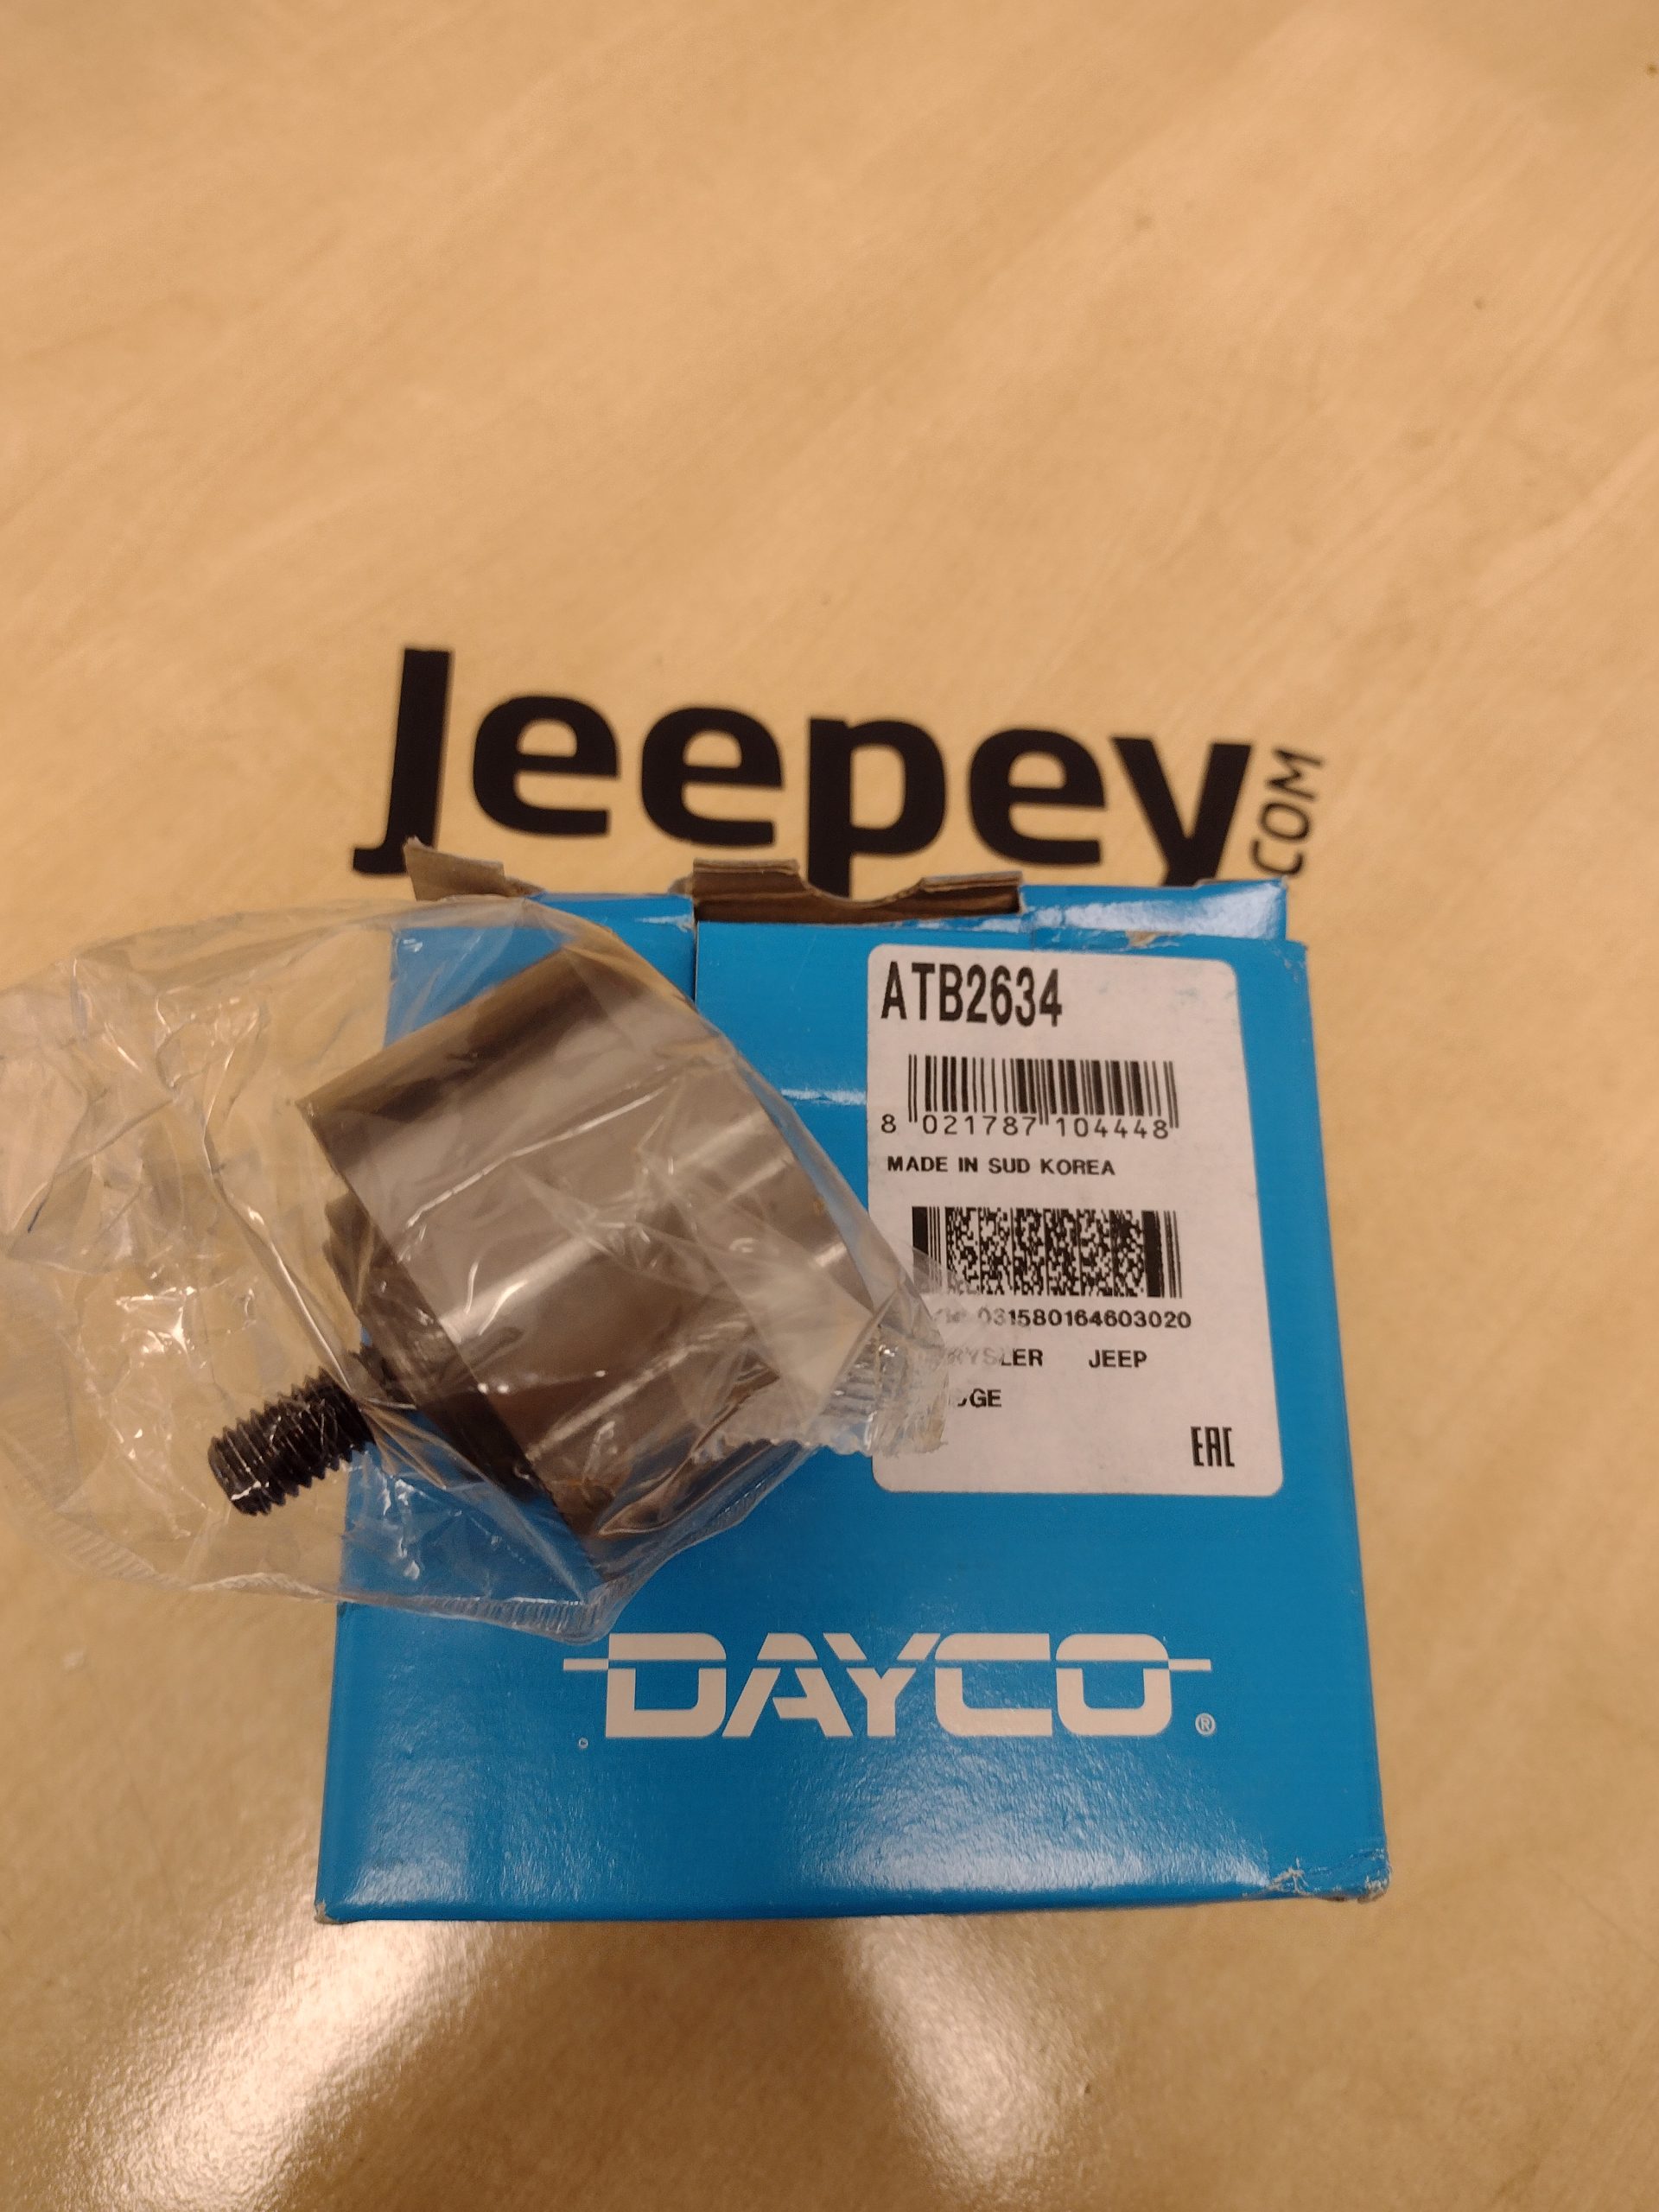 Jeepey.COM
ATB2634
8 021787 104448
MADE IN SUD KOREA
031580164603020
JEEP
EAC
DAYCO®